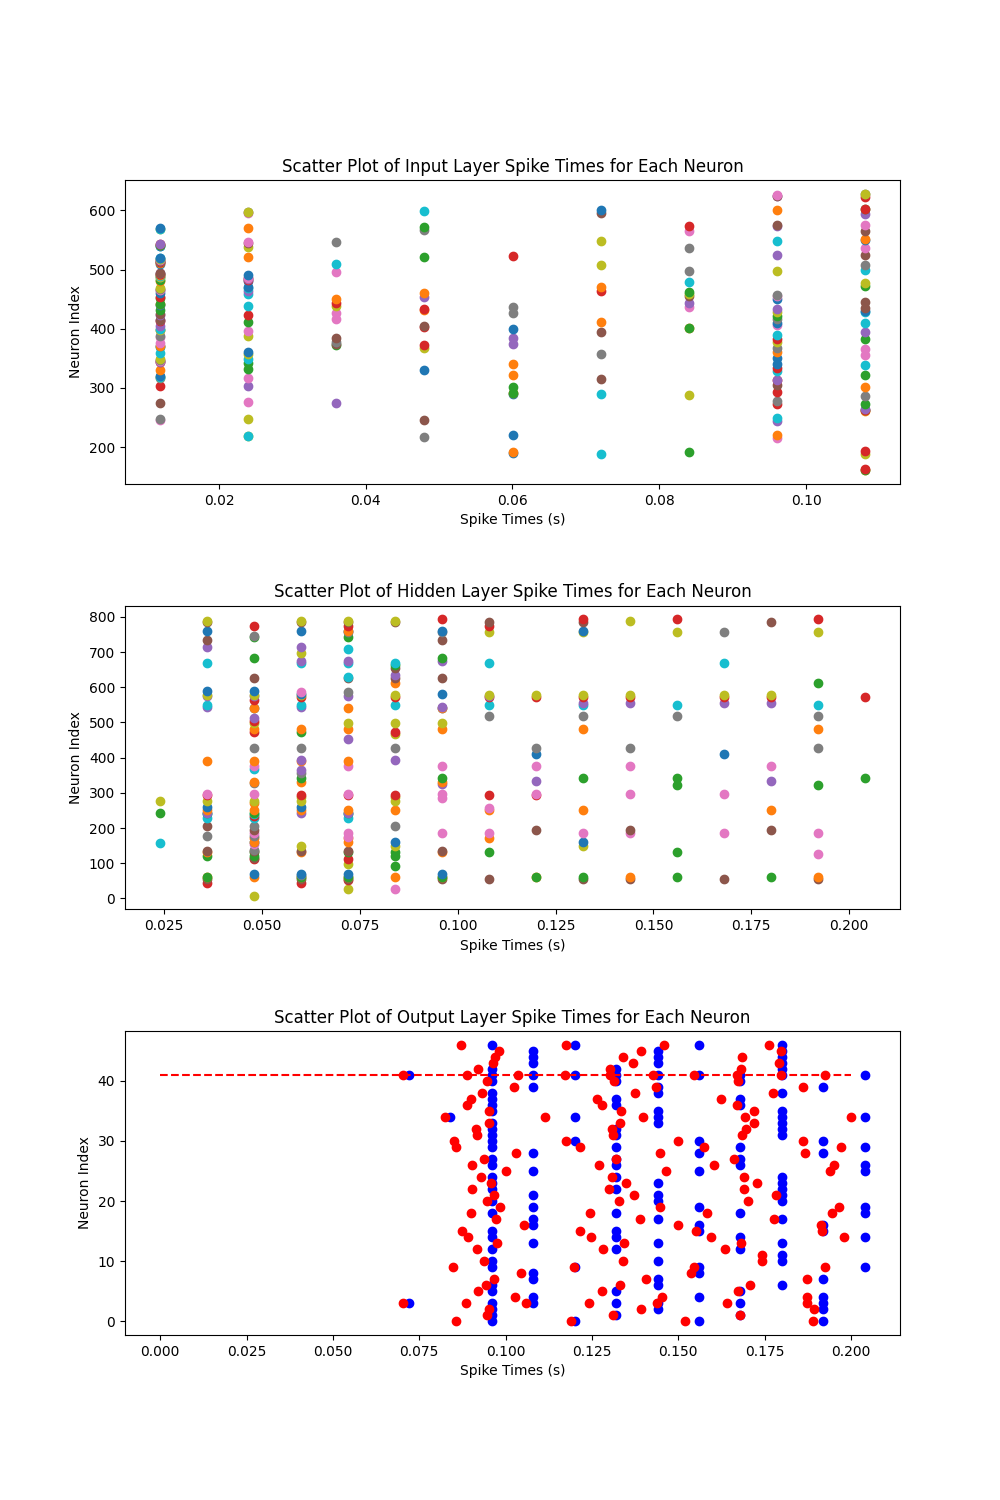 Scatter Plot of Input Layer Spike Times for Each Neuron
Neuron Index
600
500
400
300
200
0.02 0.04 0.06 0.08 0.10
Spike Times (s)
Scatter Plot of Hidden Layer Spike Times for Each Neuron
Neuron Index
800
700
600
500
400
300
200
100
0
0.025 0.050 0.075 0.100 0.125 0.150 0.175 0.200
Spike Times (s)
Scatter Plot of Output Layer Spike Times for Each Neuron
Neuron Index
40
30
20
10
0
0.000 0.025 0.050 0.075 0.100 0.125 0.150 0.175 0.200
Spike Times (s)